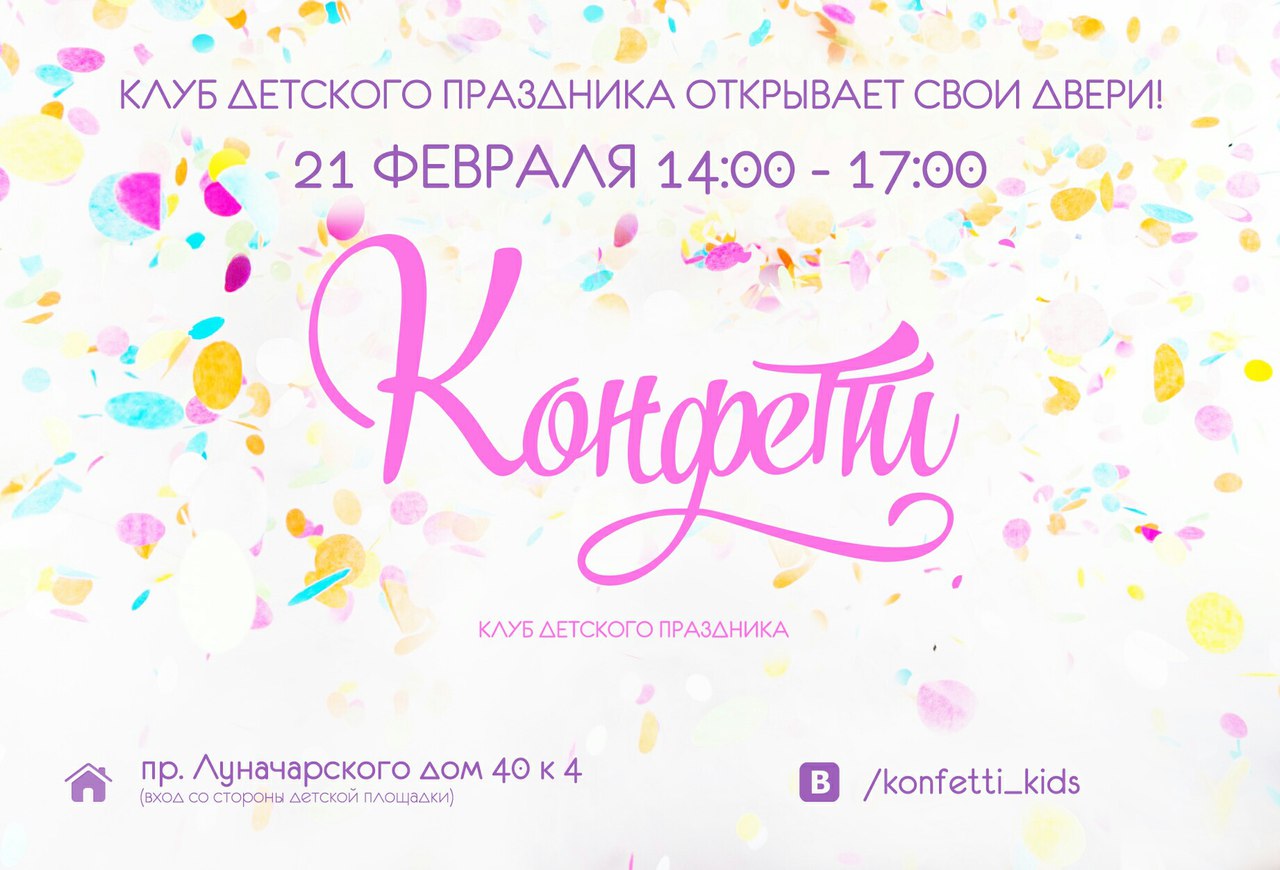 КЛУБ ДЕТСКОГО ПРАЗДНИКА ОТКРЫВАЕТ СВОИ ДВЕРИ!
21 ФЕВРАЛЯ 14:00 - 17:00
Конфетти
КЛУБ ДЕТСКОГО ПРАЗДНИКА
пр. Луначарского дом 40 к 4
(вход со стороны детской площадки)
В /konfetti_kids